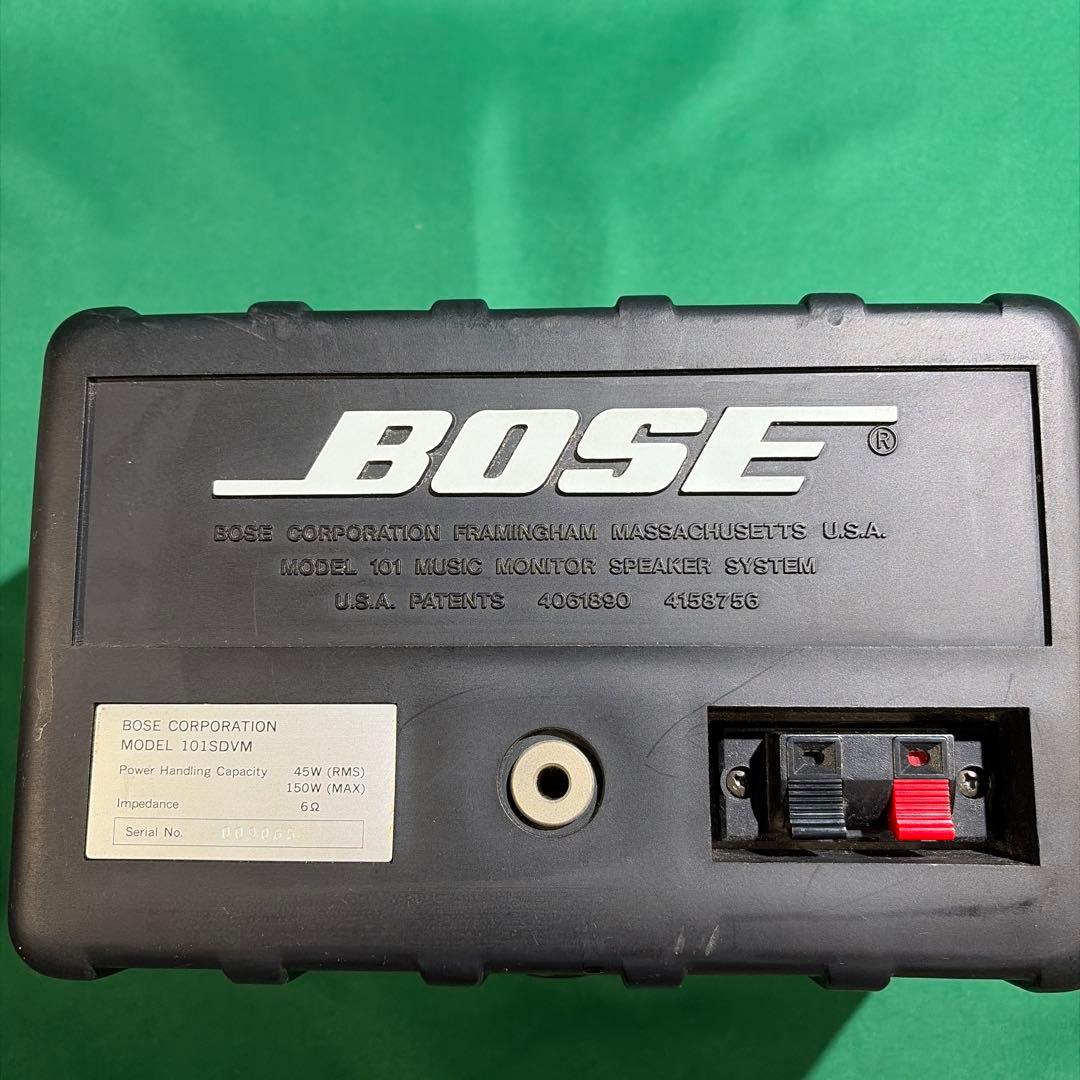 BOSE®
BOSE CORPORATION FRAMINGHAM MASSACHUSETTS U.S.A.
MODEL 101 MUSIC MONITOR SPEAKER SYSTEM
U.S.A. PATENTS 4061890 4158756
BOSE CORPORATION
MODEL 101SDVM
Power Handling Capacity 45W (RMS)
150W (MAX)
Impedance 6Ω
Serial No.